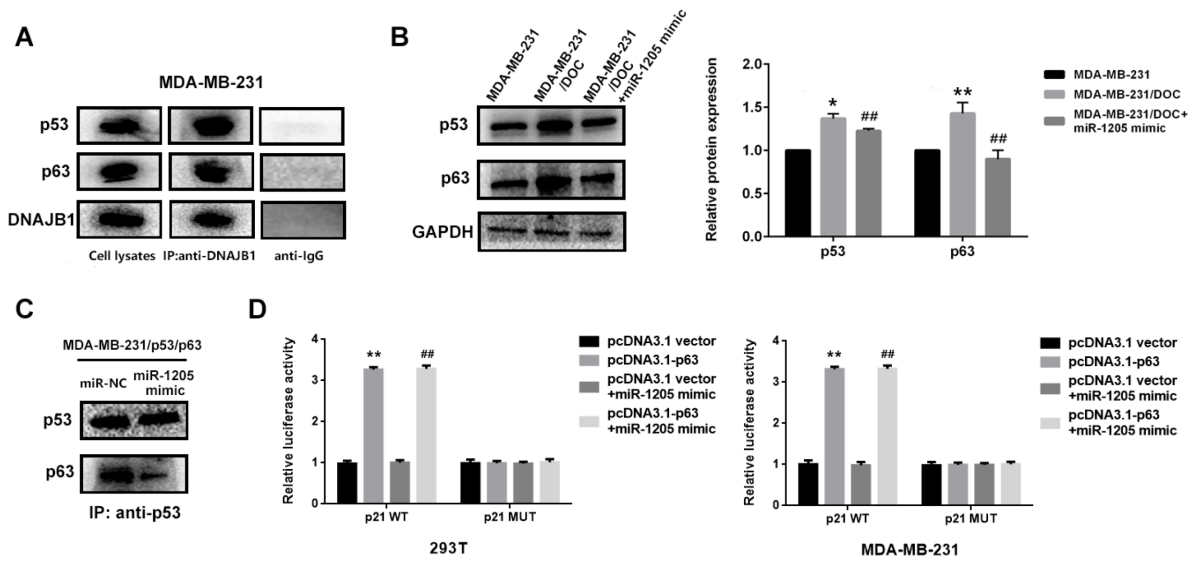 A
MDA-MB-231
p53
p63
DNAJB1
Cell lysates
IP:anti-DNAJB1
anti-IgG
B
MDA-MB-231
MDA-MB-231
/DOC
MDA-MB-231
/DOC
+miR-1205 mimic
p53
p63
GAPDH
Relative protein expression
2.0
1.5
1.0
0.5
0.0
*
##
**
##
p53
p63
MDA-MB-231
MDA-MB-231/DOC
MDA-MB-231/DOC+
miR-1205 mimic
C
MDA-MB-231/p53/p63
miR-NC
miR-1205
mimic
p53
p63
IP: anti-p53
D
Relative luciferase activity
4
3
2
1
0
**
##
p21 WT
p21 MUT
293T
pcDNA3.1 vector
pcDNA3.1-p63
pcDNA3.1 vector
+miR-1205 mimic
pcDNA3.1-p63
+miR-1205 mimic
Relative luciferase activity
4
3
2
1
0
**
##
p21 WT
p21 MUT
MDA-MB-231
pcDNA3.1 vector
pcDNA3.1-p63
pcDNA3.1 vector
+miR-1205 mimic
pcDNA3.1-p63
+miR-1205 mimic